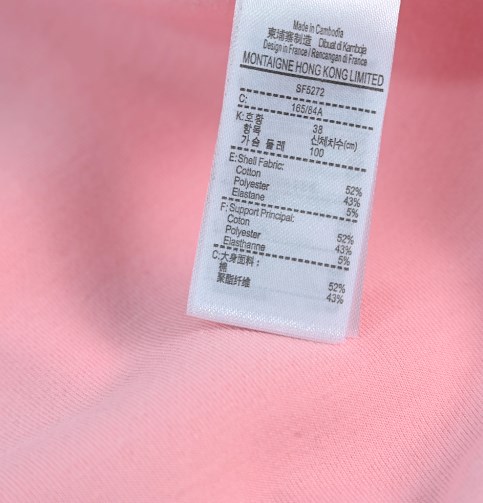 Made in Cambodia
柬埔寨制造 Dibuat di Kamboja
Design in France / Rancangan di France
MONTAIGNE HONG KONG LIMITED
SF5272
C: 165/84A
K:호황 38
항목 신체치수(cm)
가슴 둘레 100
E:Shell Fabric:
Cotton 52%
Polyester 43%
Elastane 5%
F: Support Principal:
Coton 52%
Polyester 43%
Elasthanne 5%
C:大身面料:
棉 52%
聚酯纤维 43%